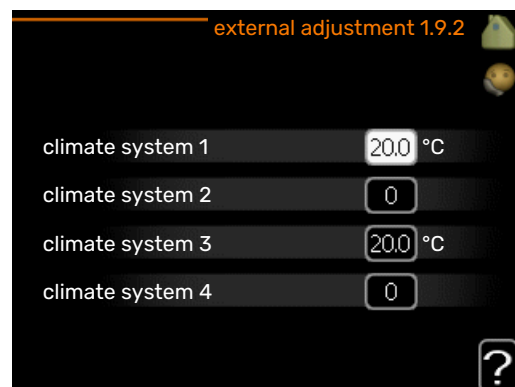 external adjustment 1.9.2
climate system 1 20.0 °C
climate system 2 0
climate system 3 20.0 °C
climate system 4 0
?